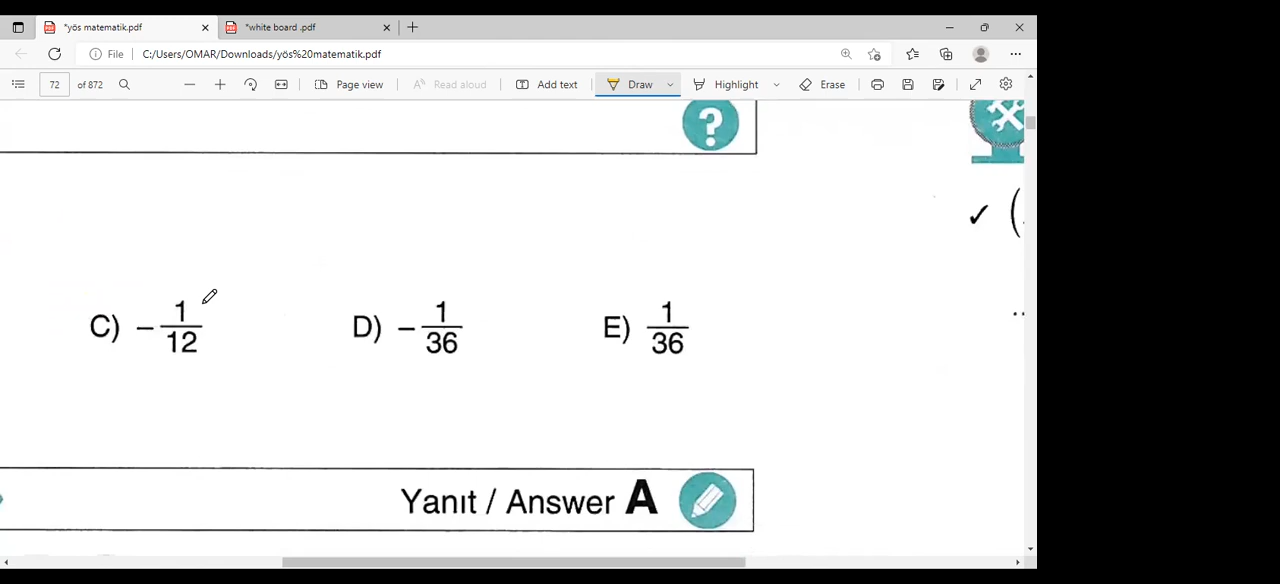 *yös matematik.pdf
*white board .pdf
File C:/Users/OMAR/Downloads/yös%20matematik.pdf
72 of 872 Page view Read aloud Add text Draw Highlight Erase
?
✓ (
C) -1/12 D) -1/36 E) 1/36
..
Yanıt / Answer A